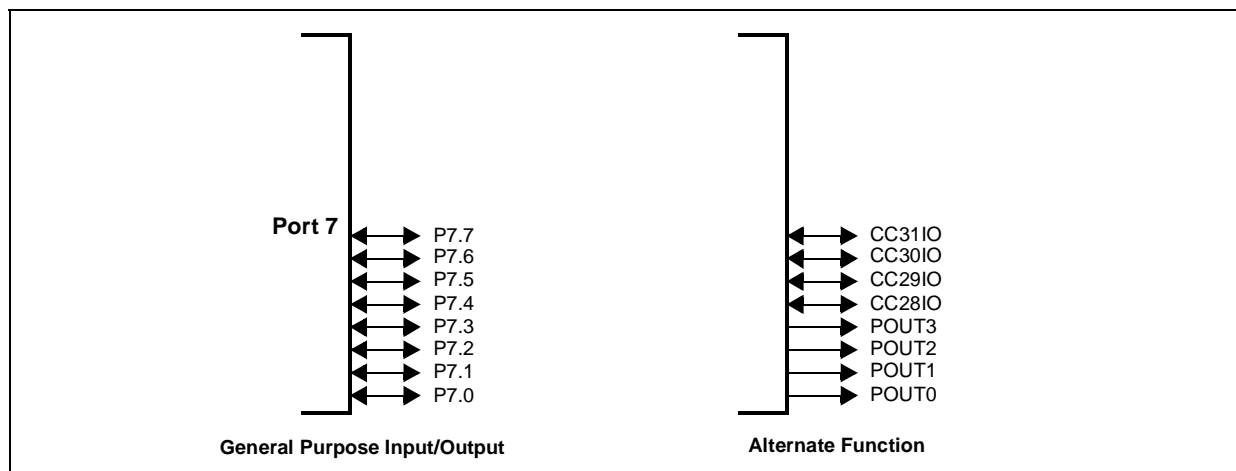 Port 7
P7.7
P7.6
P7.5
P7.4
P7.3
P7.2
P7.1
P7.0
General Purpose Input/Output
CC31IO
CC30IO
CC29IO
CC28IO
POUT3
POUT2
POUT1
POUT0
Alternate Function